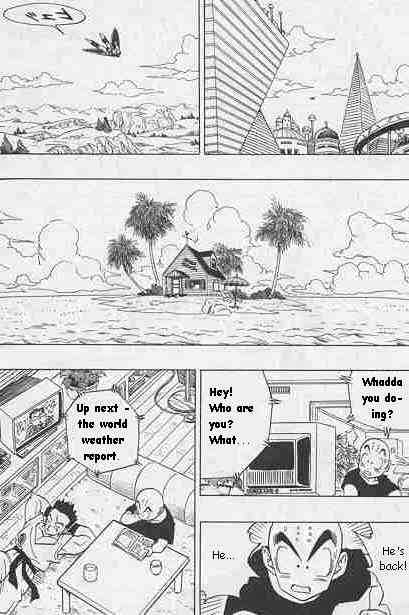 Up next -
the world
weather
report.
Hey!
Who are
you?
What...
Whadda
you do-
ing?
He...
He's
back!